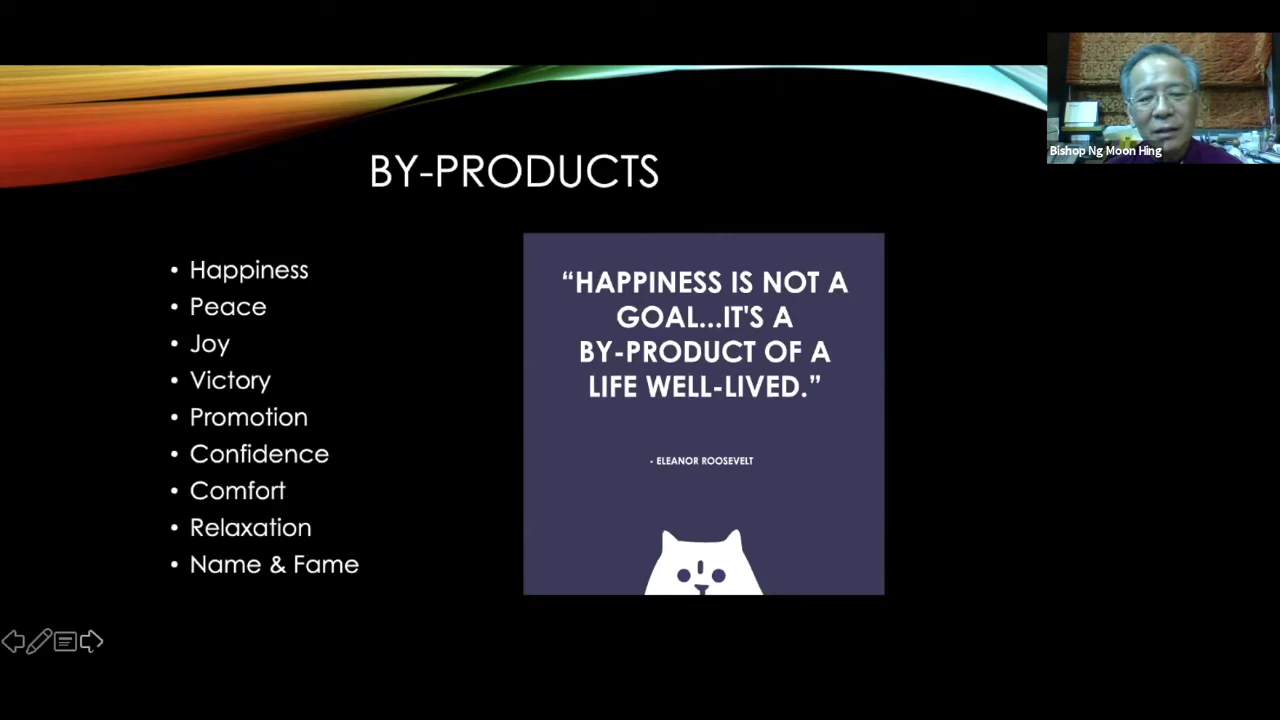 Bishop Ng Moon Hing
BY-PRODUCTS
• Happiness
• Peace
• Joy
• Victory
• Promotion
• Confidence
• Comfort
• Relaxation
• Name & Fame
“HAPPINESS IS NOT A
GOAL...IT'S A
BY-PRODUCT OF A
LIFE WELL-LIVED.”
- ELEANOR ROOSEVELT